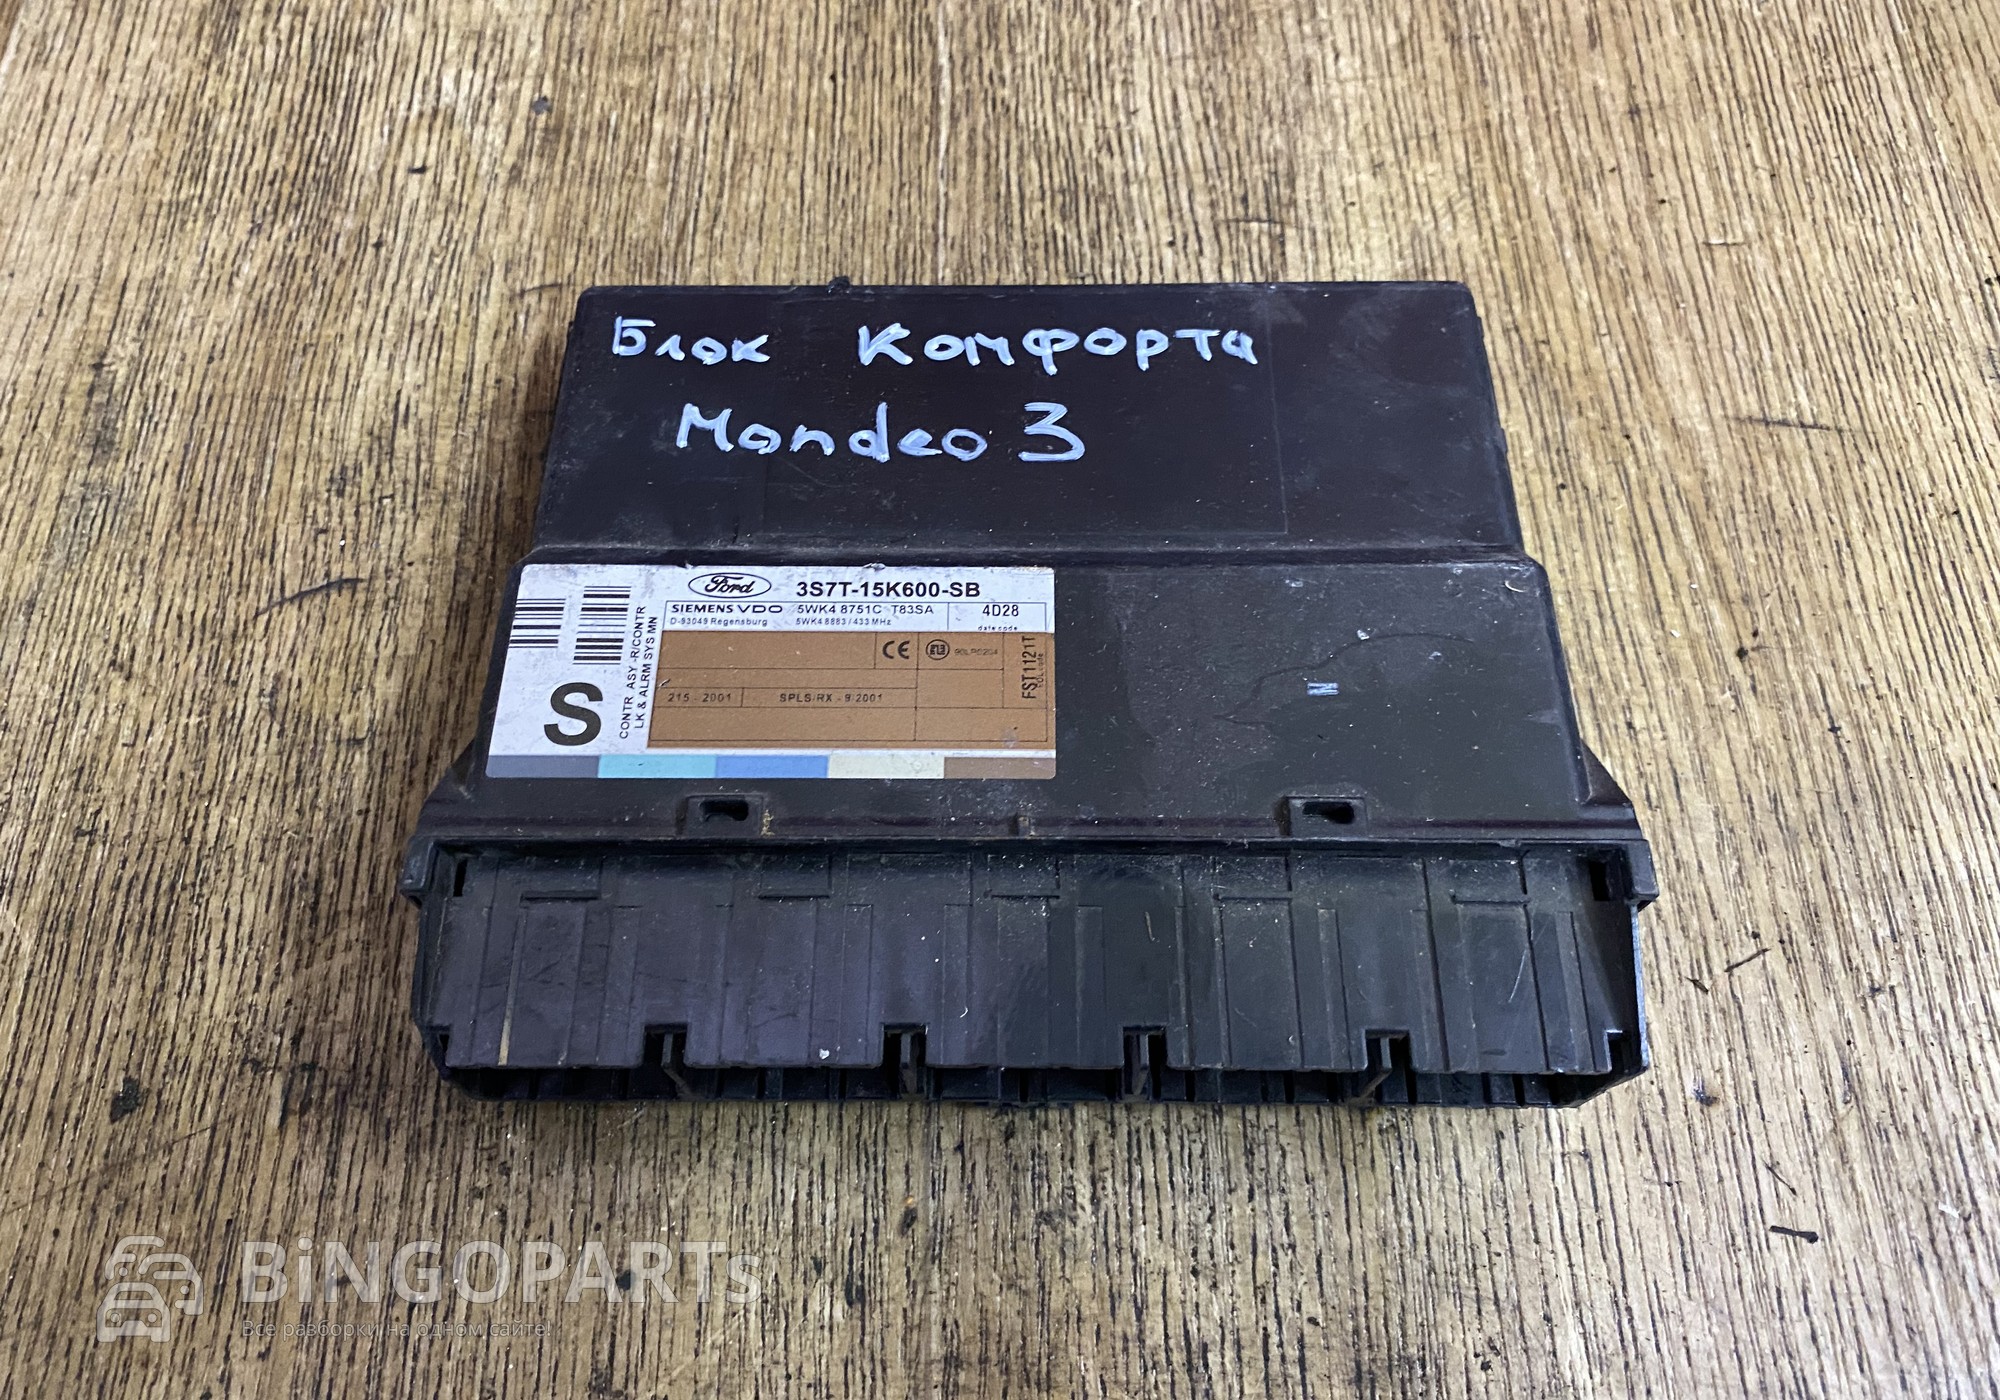 Блок Комфорта
Mondeo 3
Ford 3S7T-15K600-SB
SIEMENS VDO 5WK4 8751C T83SA 4D28
D-93049 Regensburg 5WK4 8883 / 433 MHz date code
CONTR ASY -R/CONTR
LK & ALRM SYS MN
S
CE
FST1121T
215 - 2001 SPLS/RX - 9/2001
BiNGOPARTs
Все разборки на одном сайте!